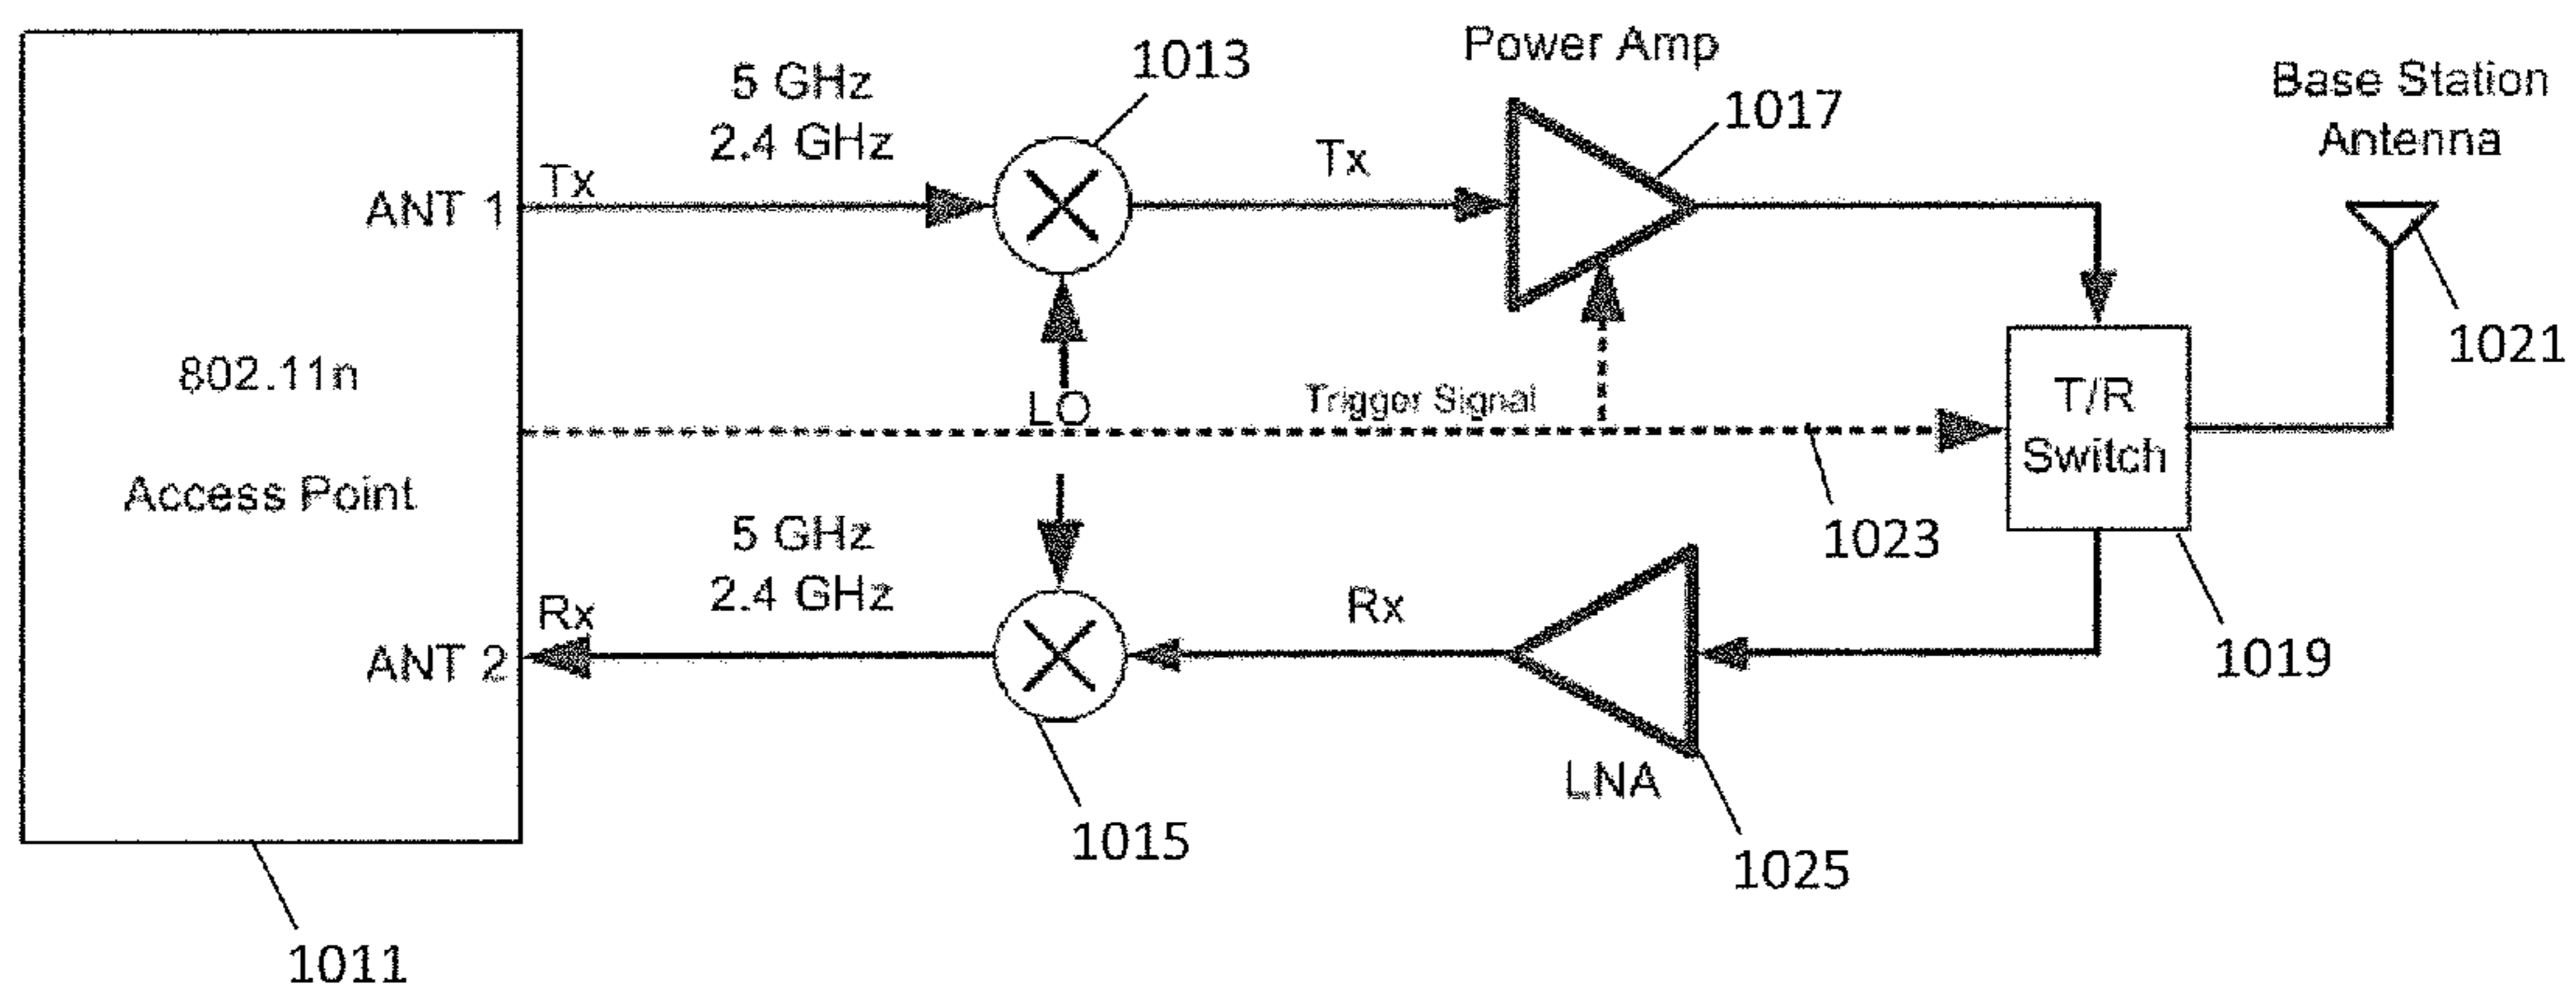 1013
Power Amp
5 GHz
2.4 GHz
1017
Base Station
Antenna
Tx
Tx
ANT 1
1021
802.11n
LO
Trigger Signal
T/R
Switch
Access Point
5 GHz
2.4 GHz
1023
Rx
Rx
ANT 2
1019
LNA
1015
1025
1011